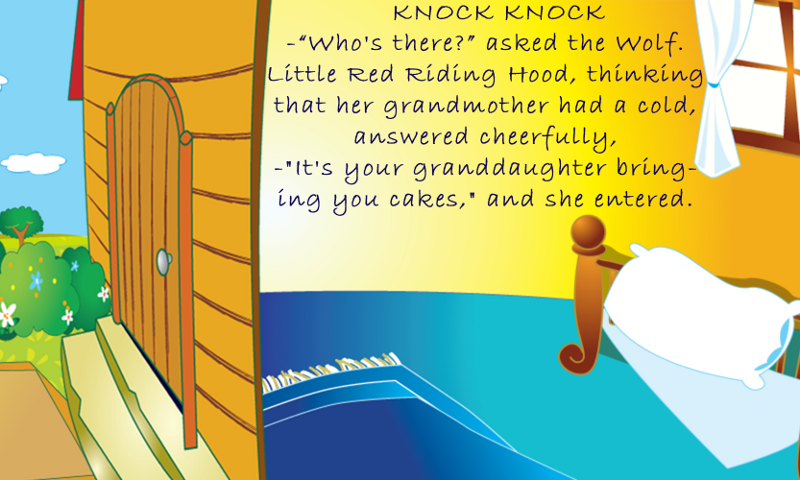 KNOCK KNOCK
-“Who's there?” asked the Wolf.
Little Red Riding Hood, thinking
that her grandmother had a cold,
answered cheerfully,
-"It's your granddaughter bring-
ing you cakes," and she entered.